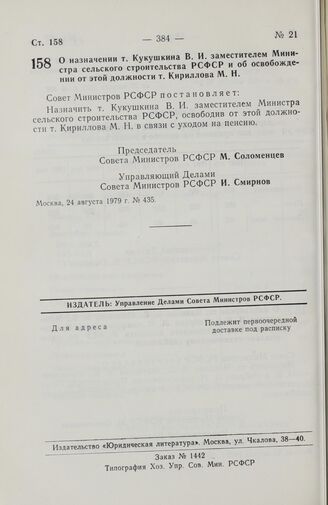 Ст. 158 — 384 — № 21
158 О назначении т. Кукушкина В. И. заместителем Мини-
стра сельского строительства РСФСР и об освобожде-
нии от этой должности т. Кириллова М. Н.
Совет Министров РСФСР постановляет:
Назначить т. Кукушкина В. И. заместителем Министра
сельского строительства РСФСР, освободив от этой должно-
сти т. Кириллова М. Н. в связи с уходом на пенсию.
Председатель
Совета Министров РСФСР М. Соломенцев
Управляющий Делами
Совета Министров РСФСР И. Смирнов
Москва, 24 августа 1979 г. № 435.
ИЗДАТЕЛЬ: Управление Делами Совета Министров РСФСР.
Для адреса
Подлежит первоочередной
доставке под расписку
Издательство «Юридическая литература». Москва, ул. Чкалова, 38—40.
Заказ № 1442
Типография Хоз. Упр. Сов. Мин. РСФСР